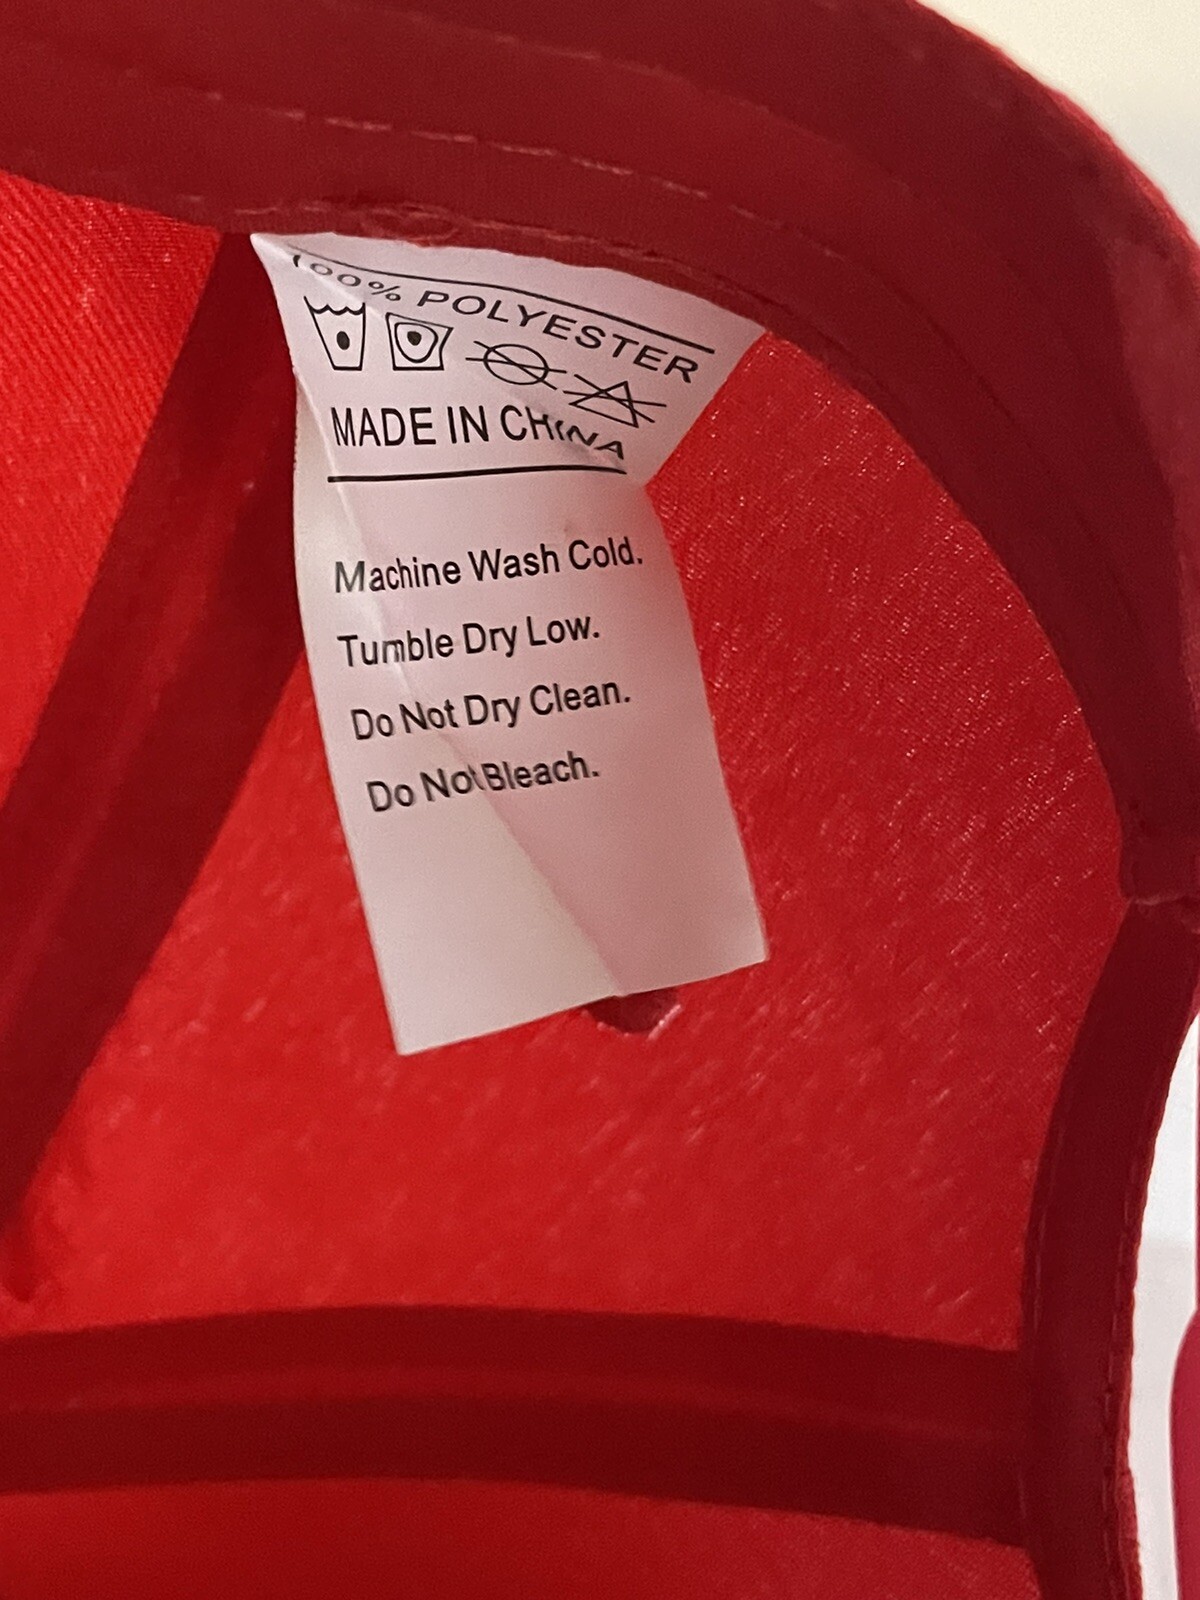 100% POLYESTER
MADE IN CHINA
Machine Wash Cold.
Tumble Dry Low.
Do Not Dry Clean.
Do Not Bleach.